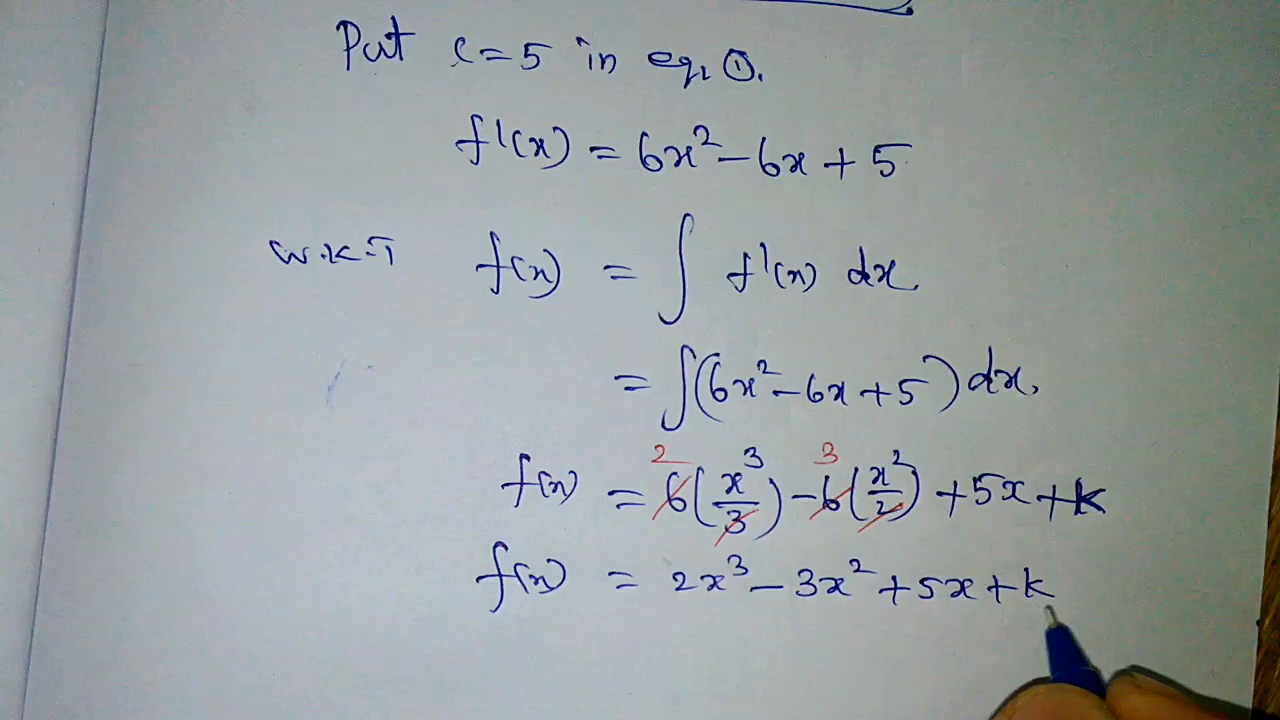 Put c=5 in eqn ①.
f'(x) = 6x² - 6x + 5
W.K.T f(x) = ∫ f'(x) dx.
= ∫(6x² - 6x + 5) dx.
f(x) = 6 2 (x³/3) - 6 3 (x²/2) + 5x + k
f(x) = 2x³ - 3x² + 5x + k